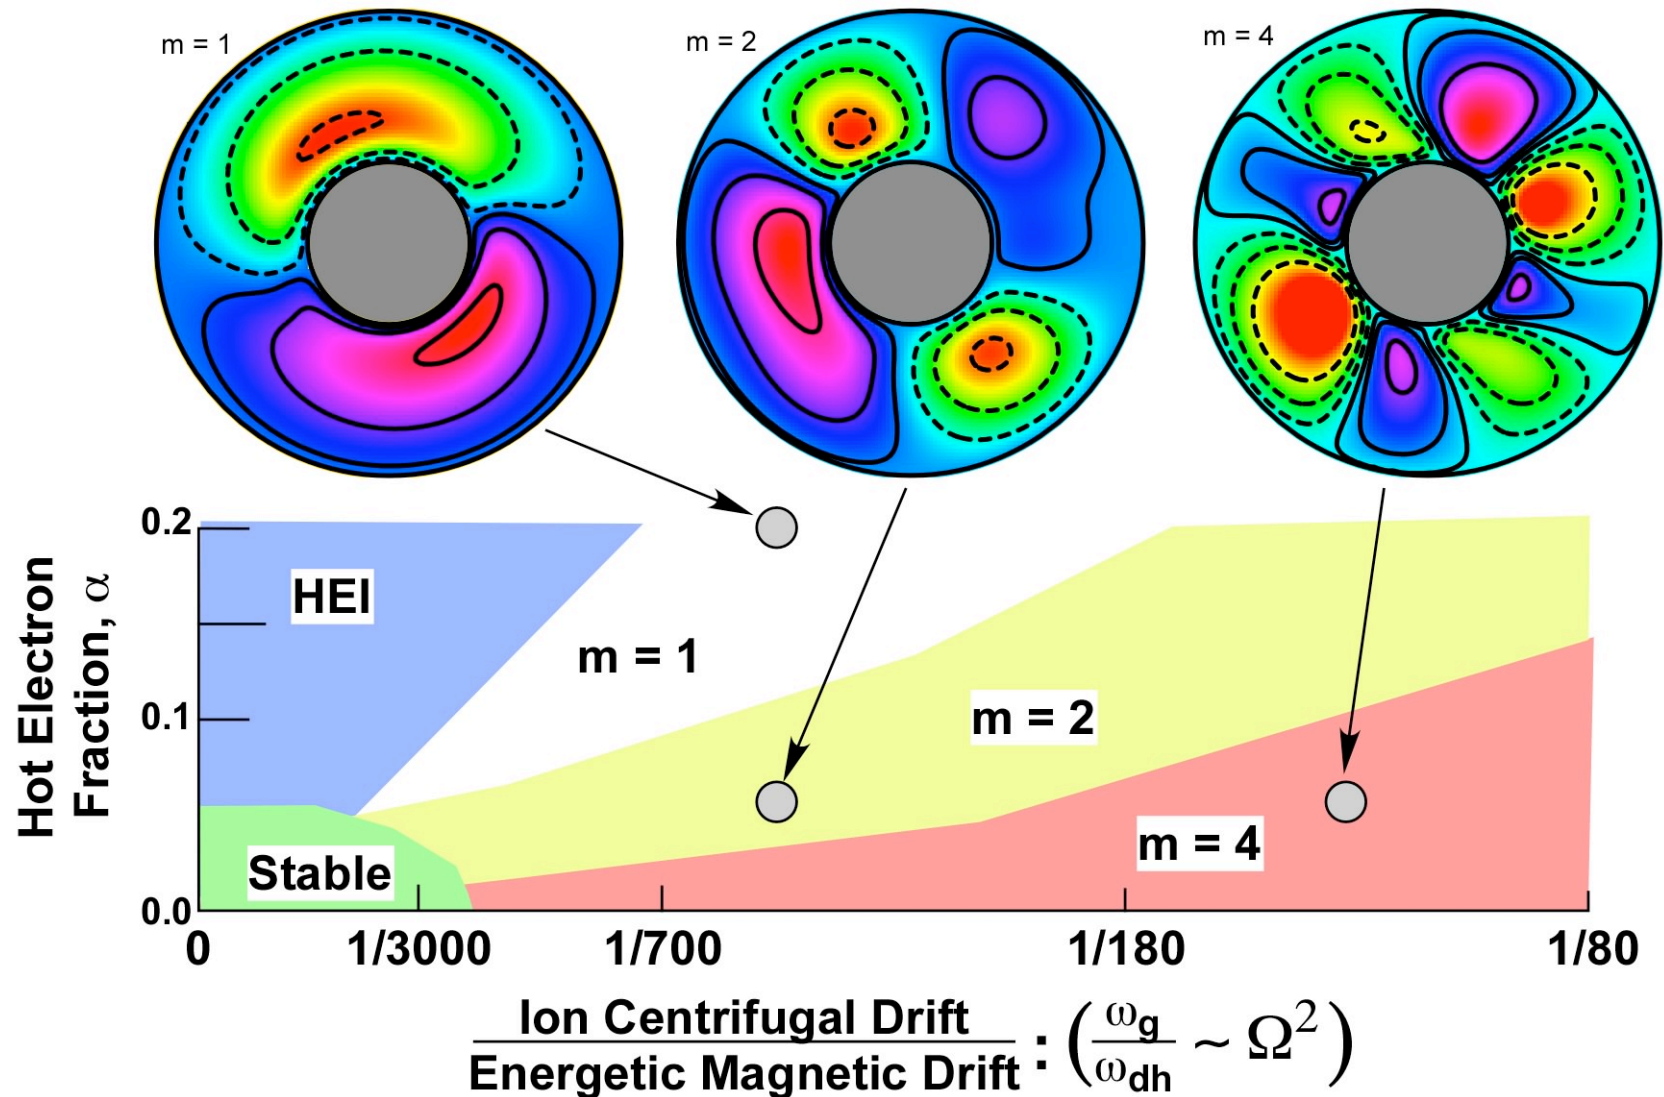 m = 1
m = 2
m = 4
0.2
HEI
m = 1
m = 2
0.1
m = 4
Stable
0.0
Hot Electron
Fraction, α
0
1/3000
1/700
1/180
1/80
Ion Centrifugal Drift
Energetic Magnetic Drift : (ωg/ωdh ~ Ω²)